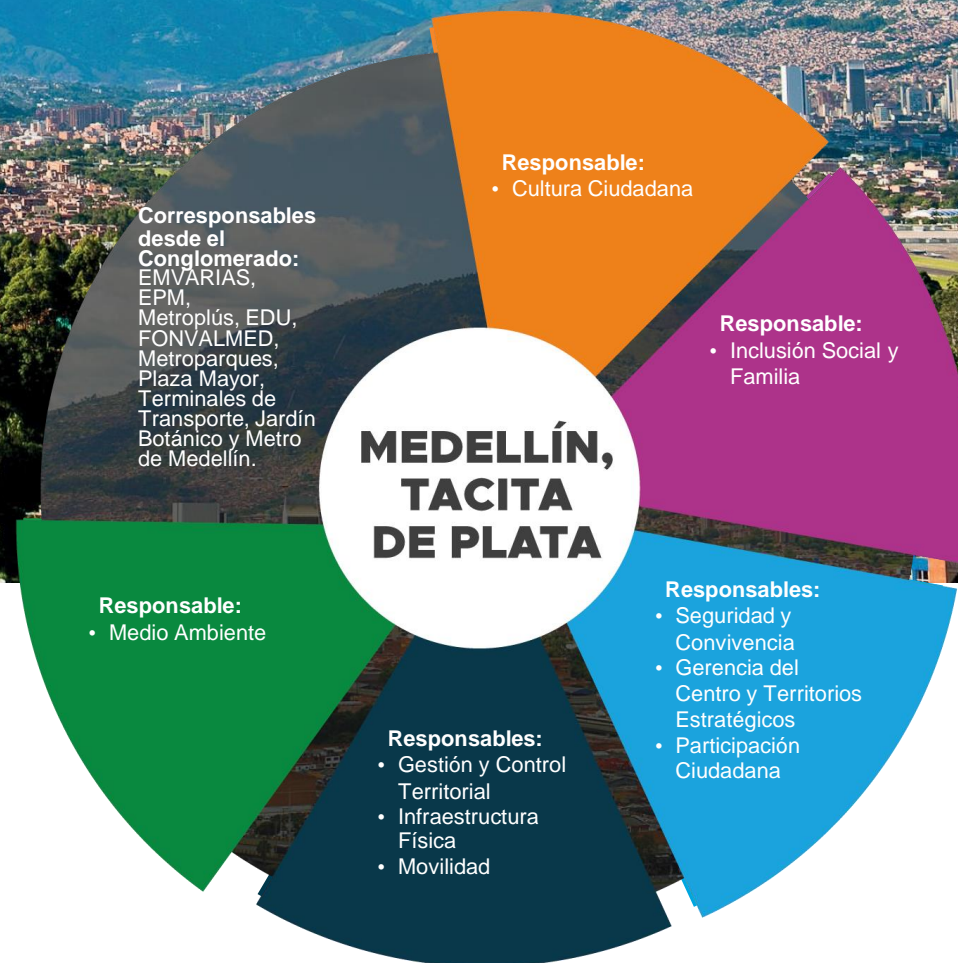 Responsable:
• Cultura Ciudadana
Corresponsables
desde el
Conglomerado:
EMVARIAS,
EPM,
Metroplús, EDU,
FONVALMED,
Metroparques,
Plaza Mayor,
Terminales de
Transporte, Jardín
Botánico y Metro
de Medellín.
Responsable:
• Inclusión Social y
Familia
MEDELLÍN,
TACITA
DE PLATA
Responsables:
• Seguridad y
Convivencia
• Gerencia del
Centro y Territorios
Estratégicos
• Participación
Ciudadana
Responsable:
• Medio Ambiente
Responsables:
• Gestión y Control
Territorial
• Infraestructura
Física
• Movilidad